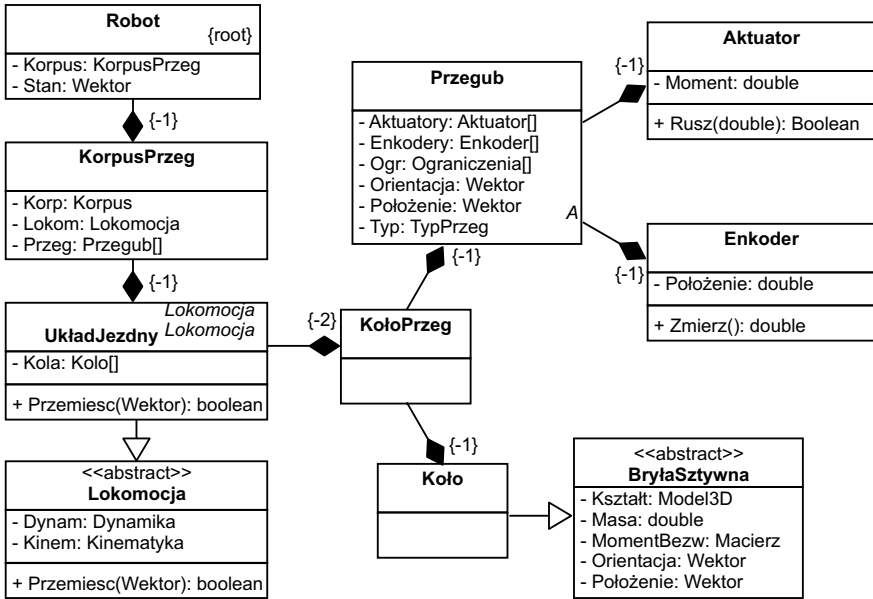 Robot
{root}
- Korpus: KorpusPrzeg
- Stan: Wektor
{-1}
KorpusPrzeg
- Korp: Korpus
- Lokom: Lokomocja
- Przeg: Przegub[]
{-1}
Lokomocja
Lokomocja
UkładJezdny
- Kola: Kolo[]
+ Przemiesc(Wektor): boolean
<<abstract>>
Lokomocja
- Dynam: Dynamika
- Kinem: Kinematyka
+ Przemiesc(Wektor): boolean
{-2}
KołoPrzeg
{-1}
Przegub
- Aktuatory: Aktuator[]
- Enkodery: Enkoder[]
- Ogr: Ograniczenia[]
- Orientacja: Wektor
- Położenie: Wektor
- Typ: TypPrzeg
A
{-1}
Aktuator
- Moment: double
+ Rusz(double): Boolean
{-1}
Enkoder
- Położenie: double
+ Zmierz(): double
{-1}
Koło
<<abstract>>
BryłaSztywna
- Kształt: Model3D
- Masa: double
- MomentBezw: Macierz
- Orientacja: Wektor
- Położenie: Wektor